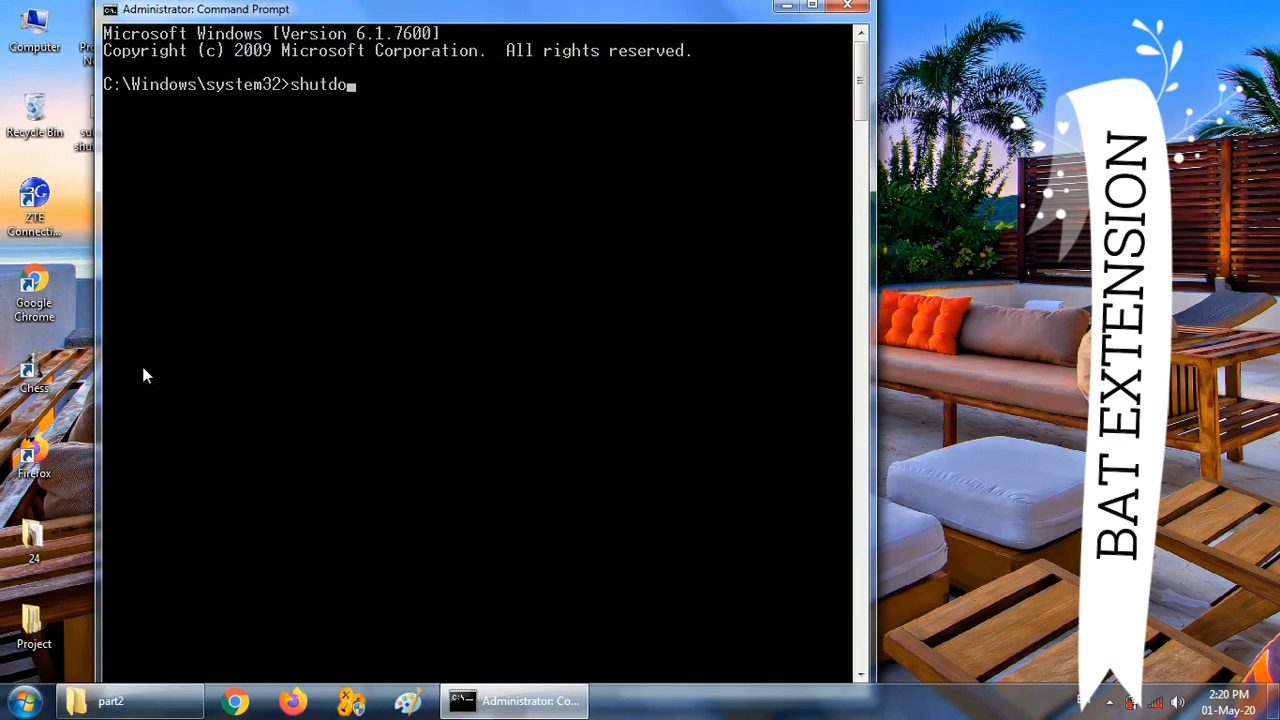 Administrator: Command Prompt
Microsoft Windows [Version 6.1.7600]
Copyright (c) 2009 Microsoft Corporation.  All rights reserved.
C:\Windows\system32>shutdo
Computer
Recycle Bin
ZTE
Connecti...
Google
Chrome
Chess
Firefox
24
Project
BAT EXTENSION
part2
Administrator: Co...
2:20 PM
01-May-20